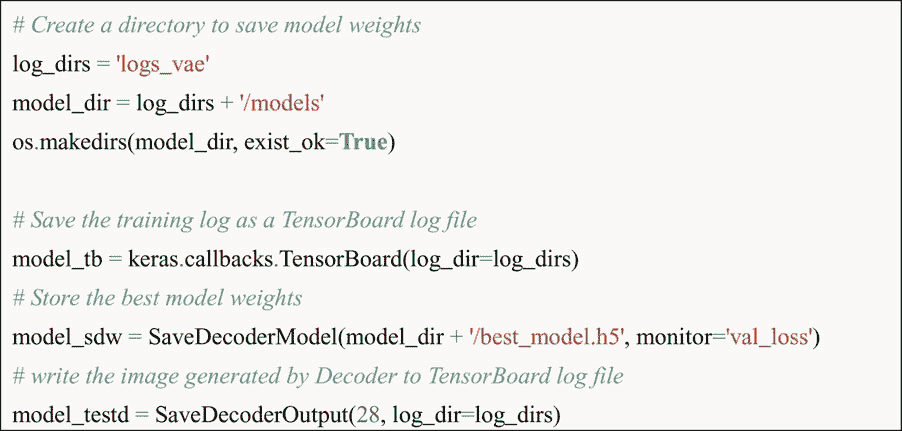 # Create a directory to save model weights
log_dirs = 'logs_vae'
model_dir = log_dirs + '/models'
os.makedirs(model_dir, exist_ok=True)
# Save the training log as a TensorBoard log file
model_tb = keras.callbacks.TensorBoard(log_dir=log_dirs)
# Store the best model weights
model_sdw = SaveDecoderModel(model_dir + '/best_model.h5', monitor='val_loss')
# write the image generated by Decoder to TensorBoard log file
model_testd = SaveDecoderOutput(28, log_dir=log_dirs)